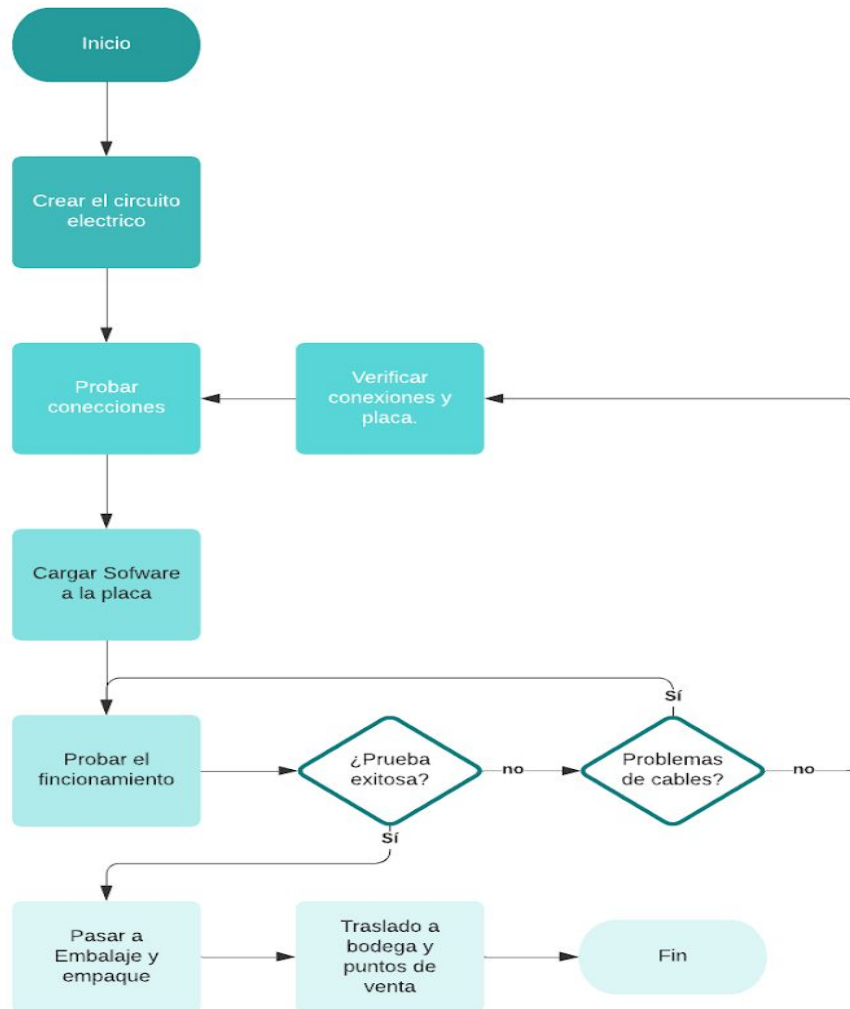 Inicio
Crear el circuito
electrico
Probar
conecciones
Verificar
conexiones y
placa.
Cargar Sofware
a la placa
Sí
Probar el
fincionamiento
¿Prueba
exitosa?
no
Problemas
de cables?
no
Sí
Pasar a
Embalaje y
empaque
Traslado a
bodega y
puntos de
venta
Fin